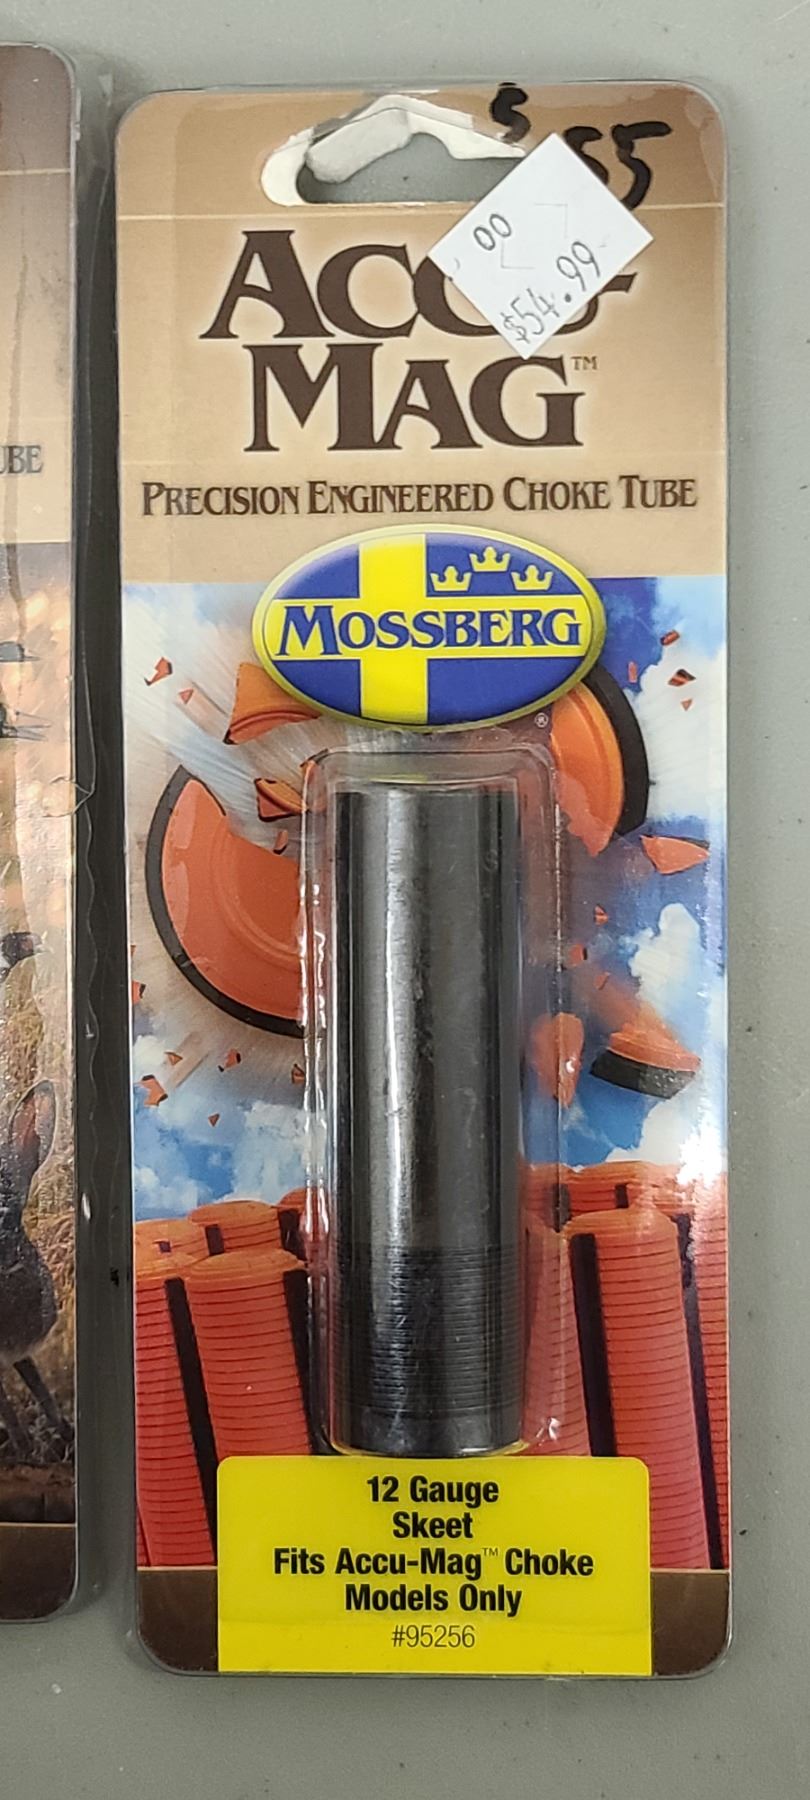 55
00
$54.99
ACCU-
MAG™
PRECISION ENGINEERED CHOKE TUBE
UBE
MOSSBERG
®
12 Gauge
Skeet
Fits Accu-Mag™ Choke
Models Only
#95256